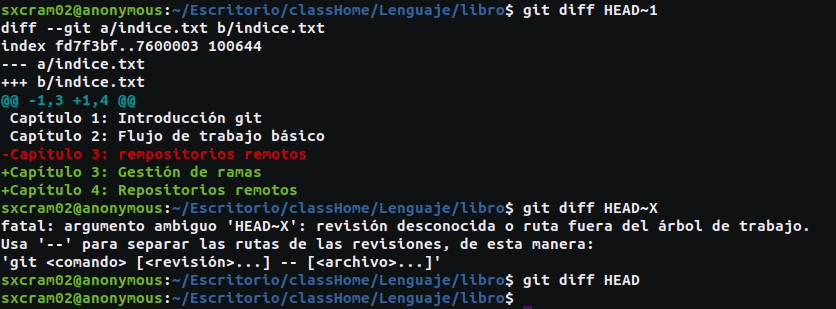 sxcram02@anonymous:~/Escritorio/classHome/Lenguaje/libro$ git diff HEAD~1
diff --git a/indice.txt b/indice.txt
index fd7f3bf..7600003 100644
--- a/indice.txt
+++ b/indice.txt
@@ -1,3 +1,4 @@
 Capítulo 1: Introducción git
 Capítulo 2: Flujo de trabajo básico
-Capítulo 3: rempositorios remotos
+Capítulo 3: Gestión de ramas
+Capítulo 4: Repositorios remotos
sxcram02@anonymous:~/Escritorio/classHome/Lenguaje/libro$ git diff HEAD~X
fatal: argumento ambiguo 'HEAD~X': revisión desconocida o ruta fuera del árbol de trabajo.
Usa '--' para separar las rutas de las revisiones, de esta manera:
'git <comando> [<revisión>...] -- [<archivo>...]'
sxcram02@anonymous:~/Escritorio/classHome/Lenguaje/libro$ git diff HEAD
sxcram02@anonymous:~/Escritorio/classHome/Lenguaje/libro$